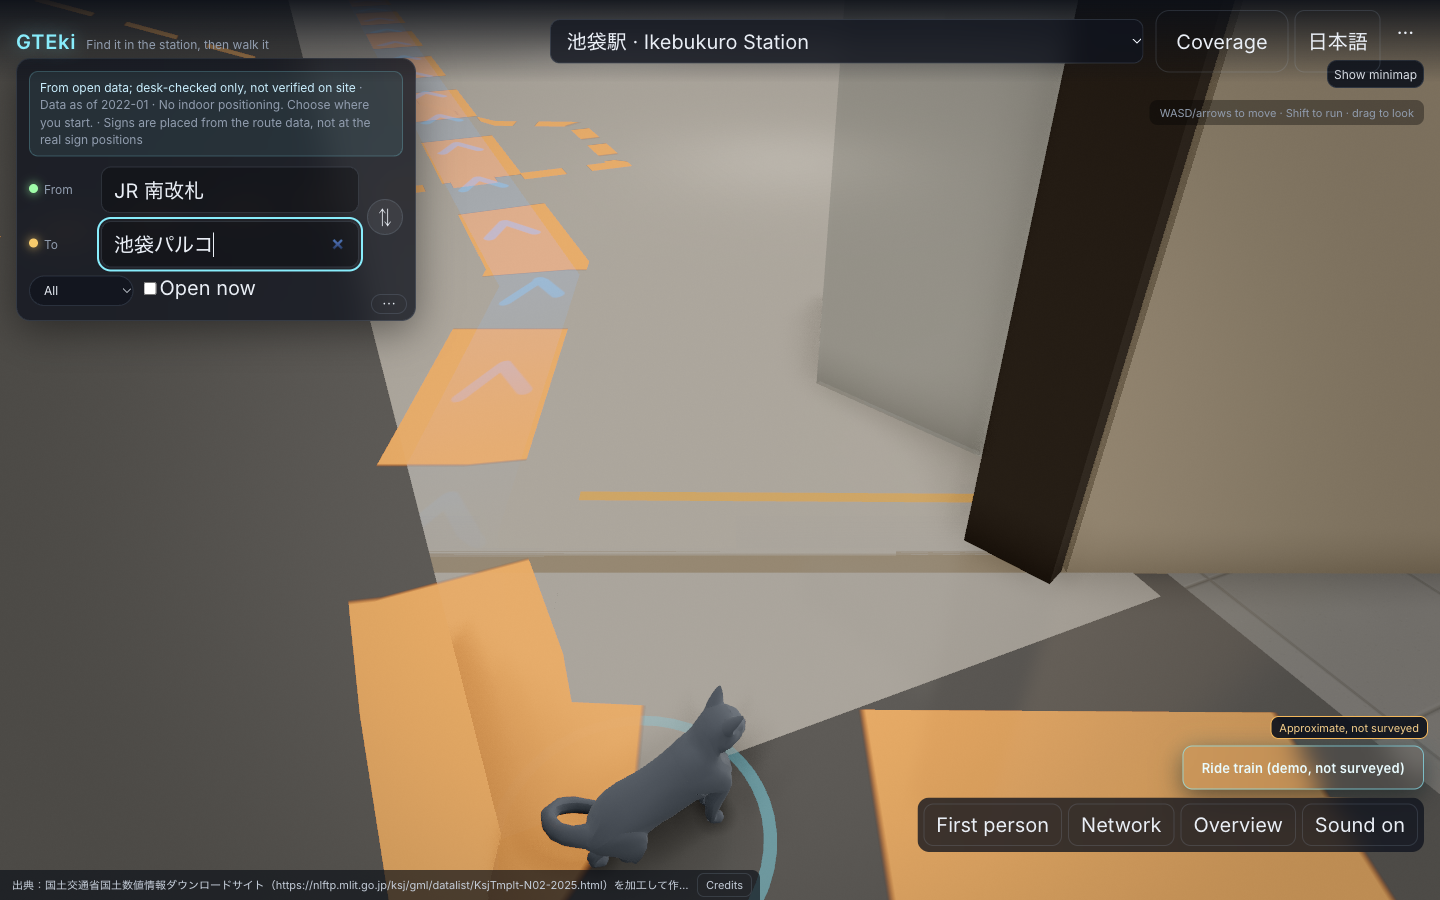 GTEki Find it in the station, then walk it
池袋駅 · Ikebukuro Station
Coverage
日本語
...
Show minimap
WASD/arrows to move · Shift to run · drag to look
From open data; desk-checked only, not verified on site ·
Data as of 2022-01 · No indoor positioning. Choose where
you start. · Signs are placed from the route data, not at the
real sign positions
From JR 南改札
To 池袋パルコ
All Open now
...
Approximate, not surveyed
Ride train (demo, not surveyed)
First person Network Overview Sound on
出典：国土交通省国土数値情報ダウンロードサイト（https://nlftp.mlit.go.jp/ksj/gml/datalist/KsjTmplt-N02-2025.html）を加工して作... Credits